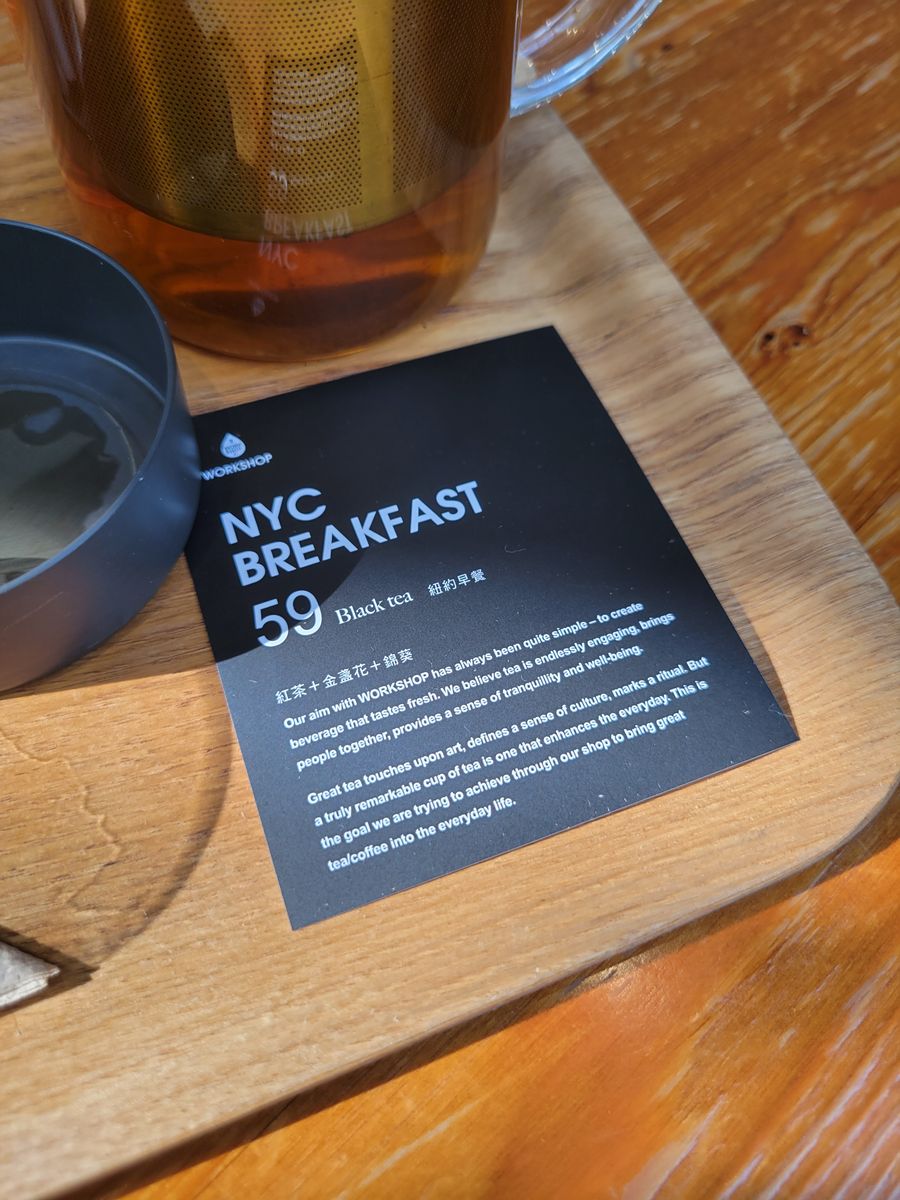 WORKSHOP
NYC
BREAKFAST
59 Black tea 紐約早餐
紅茶+金盞花+錦葵
Our aim with WORKSHOP has always been quite simple – to create
beverage that tastes fresh. We believe tea is endlessly engaging, brings
people together, provides a sense of tranquillity and well-being.
Great tea touches upon art, defines a sense of culture, marks a ritual. But
a truly remarkable cup of tea is one that enhances the everyday. This is
the goal we are trying to achieve through our shop to bring great
tea/coffee into the everyday life.